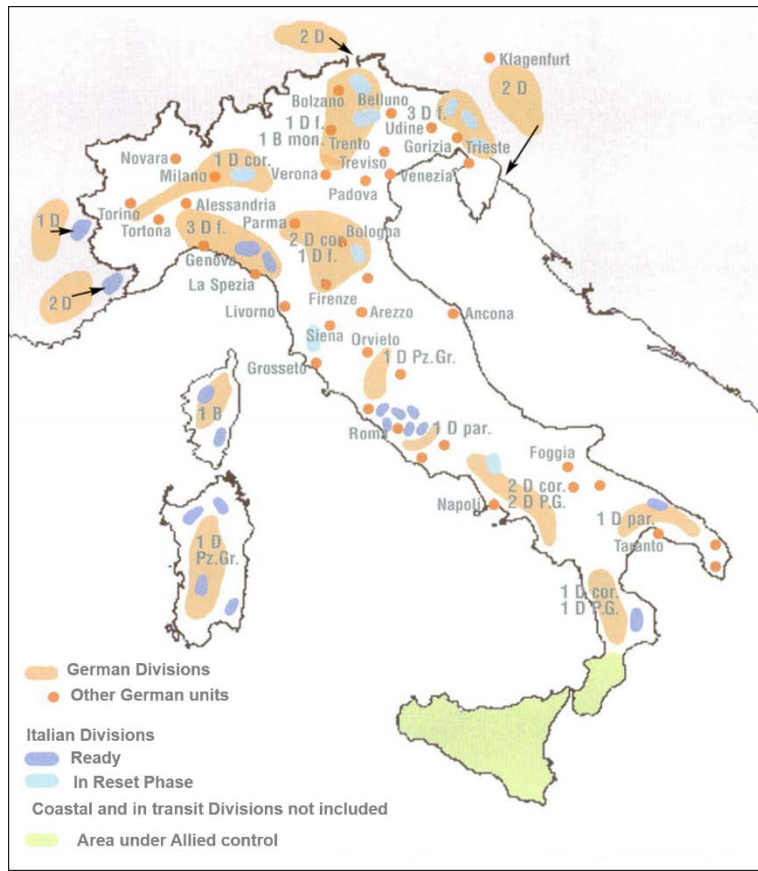 2 D
Klagenfurt
2 D
Bolzano
Belluno
3 D f.
1 D f.
1 B mon.
Udine
Gorizia
Trento
Trieste
Treviso
Novara
1 D cor.
Milano
Verona
Venezia
Padova
Torino
Alessandria
Tortona
Parma
1 D
3 D f.
2 D cor.
Bologna
1 D f.
Genova
2 D
La Spezia
Firenze
Livorno
Arezzo
Ancona
Siena
Orvieto
1 D Pz.Gr.
Grosseto
1 B
Roma
1 D par.
Foggia
2 D cor.
2 D P.G.
Napoli
1 D par.
Taranto
1 D
Pz.Gr.
1 D cor.
1 D P.G.
German Divisions
Other German units
Italian Divisions
Ready
In Reset Phase
Coastal and in transit Divisions not included
Area under Allied control